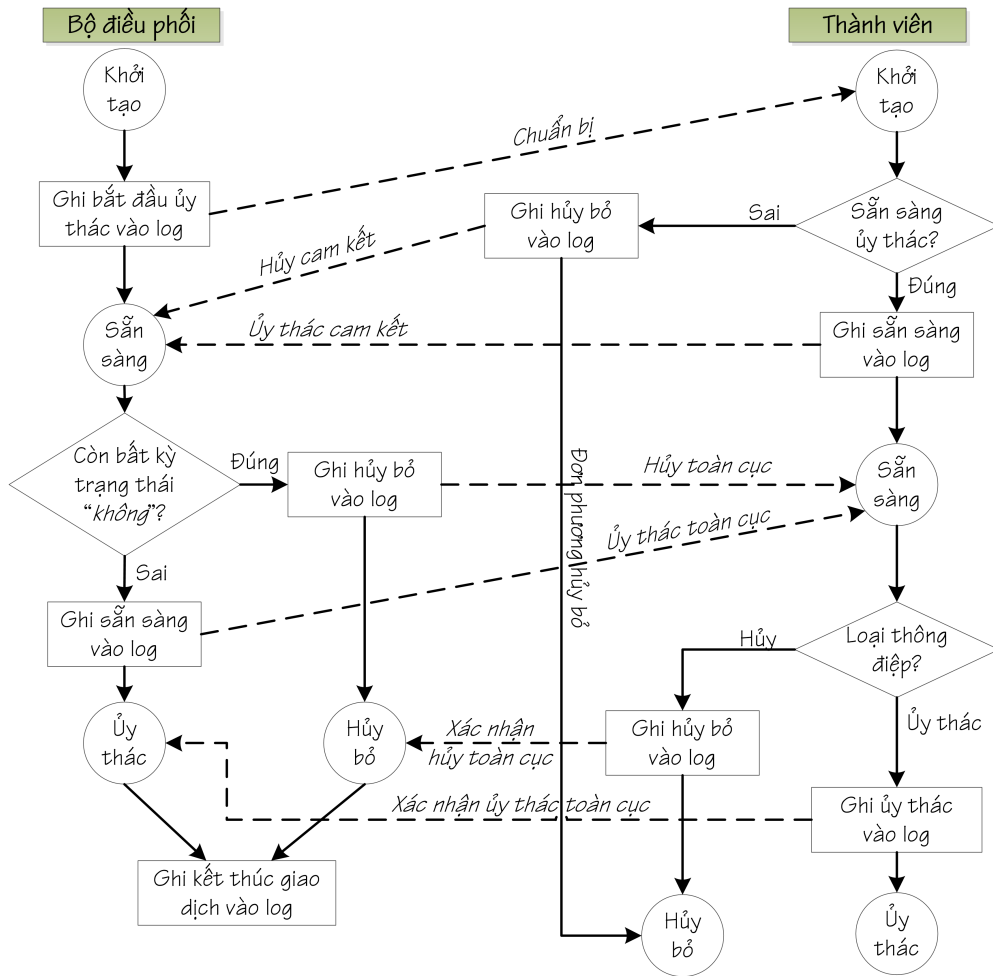 Bộ điều phối
Thành viên
Khởi
tạo
Khởi
tạo
Chuẩn bị
Ghi bắt đầu ủy
thác vào log
Ghi hủy bỏ
vào log
Sai
Sẵn sàng
ủy thác?
Hủy cam kết
Đúng
Sẵn
sàng
Ủy thác cam kết
Ghi sẵn sàng
vào log
Còn bất kỳ
trạng thái
“không”?
Đúng
Ghi hủy bỏ
vào log
Đơn phương hủy bỏ
Hủy toàn cục
Sẵn
sàng
Ủy thác toàn cục
Sai
Ghi sẵn sàng
vào log
Hủy
Loại thông
điệp?
Ủy
thác
Hủy
bỏ
Xác nhận
hủy toàn cục
Ghi hủy bỏ
vào log
Ủy thác
Xác nhận ủy thác toàn cục
Ghi ủy thác
vào log
Ghi kết thúc giao
dịch vào log
Hủy
bỏ
Ủy
thác